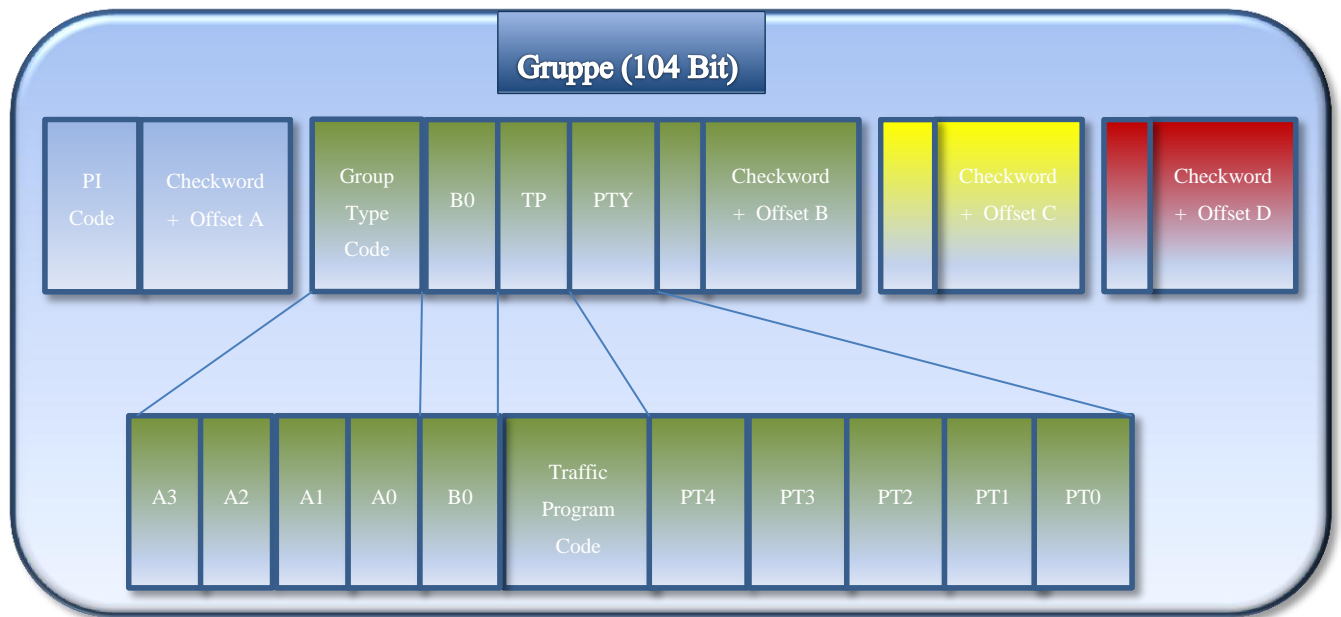 Gruppe (104 Bit)
PI
Code
Checkword
+ Offset A
Group
Type
Code
B0
TP
PTY
Checkword
+ Offset B
Checkword
+ Offset C
Checkword
+ Offset D
A3
A2
A1
A0
B0
Traffic
Program
Code
PT4
PT3
PT2
PT1
PT0